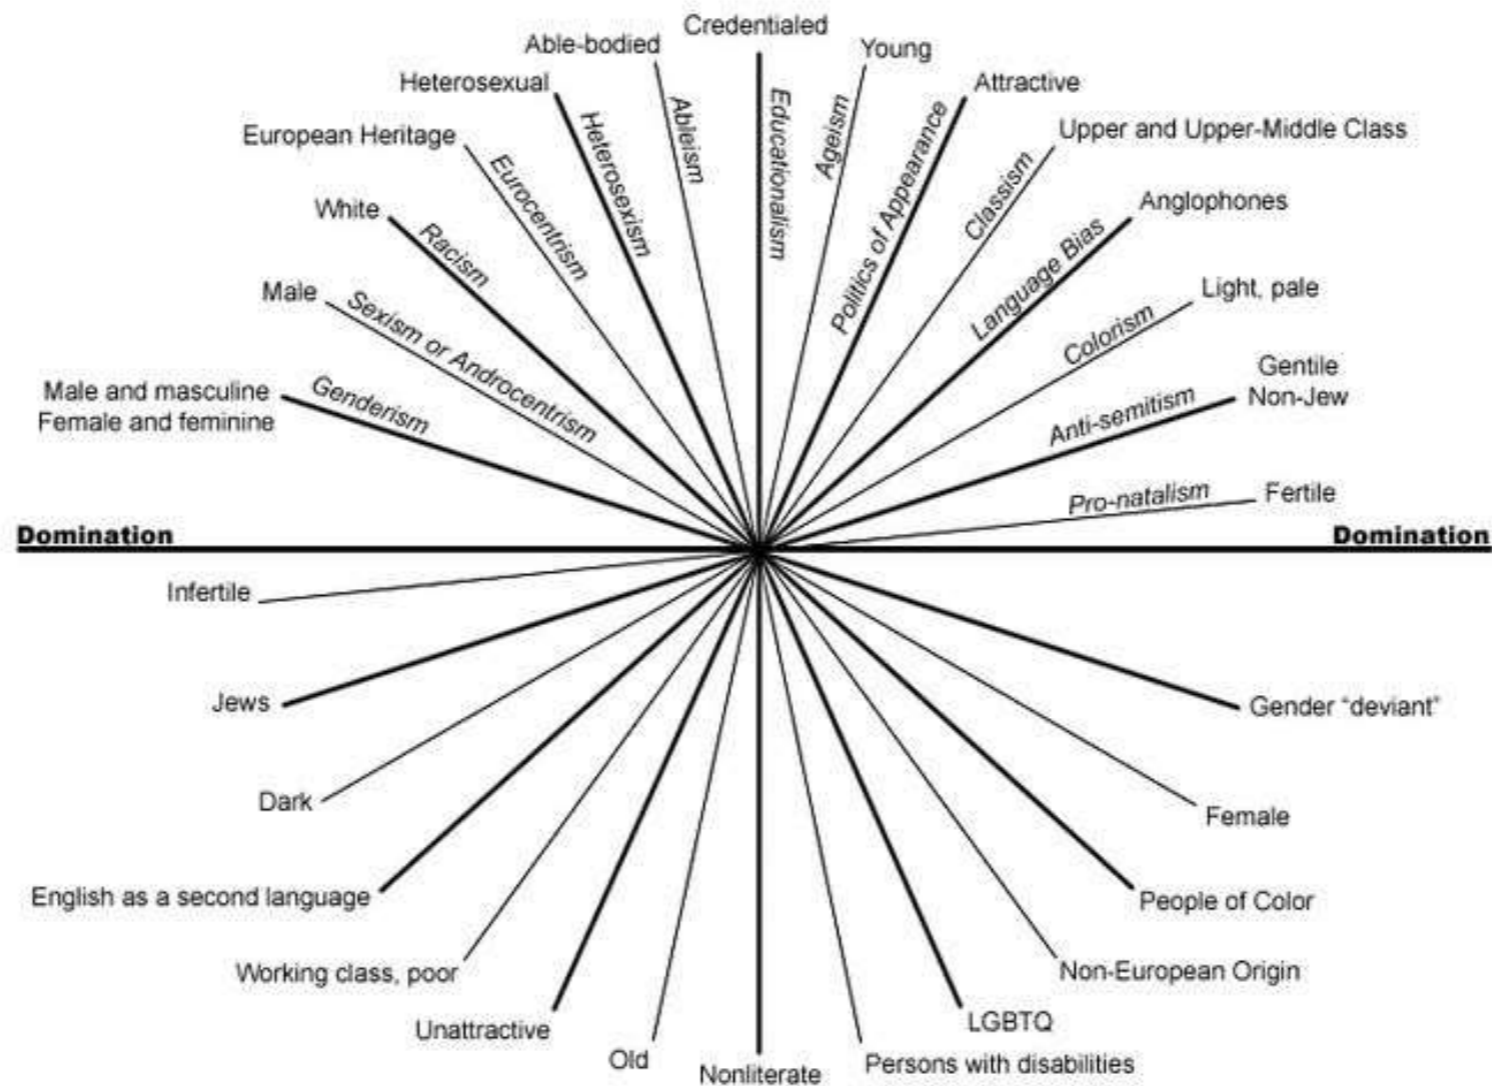 Credentialed
Able-bodied
Young
Heterosexual
Attractive
European Heritage
Upper and Upper-Middle Class
White
Anglophones
Male
Light, pale
Male and masculine
Female and feminine
Gentile
Non-Jew
Fertile
Genderism
Sexism or Androcentrism
Racism
Eurocentrism
Heterosexism
Ableism
Educationalism
Ageism
Politics of Appearance
Classism
Language Bias
Colorism
Anti-semitism
Pro-natalism
Domination
Domination
Infertile
Jews
Gender “deviant”
Dark
Female
English as a second language
People of Color
Working class, poor
Non-European Origin
Unattractive
LGBTQ
Old
Persons with disabilities
Nonliterate